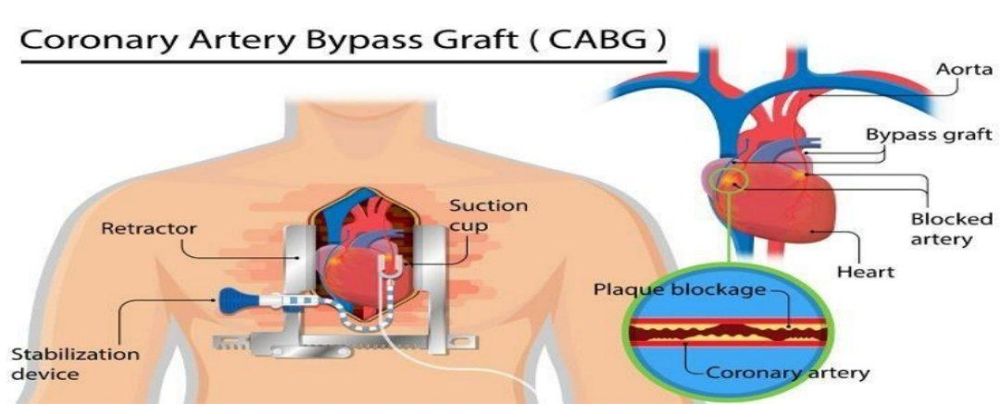 Coronary Artery Bypass Graft ( CABG )
Aorta
Bypass graft
Blocked
artery
Heart
Retractor
Suction
cup
Stabilization
device
Plaque blockage
Coronary artery